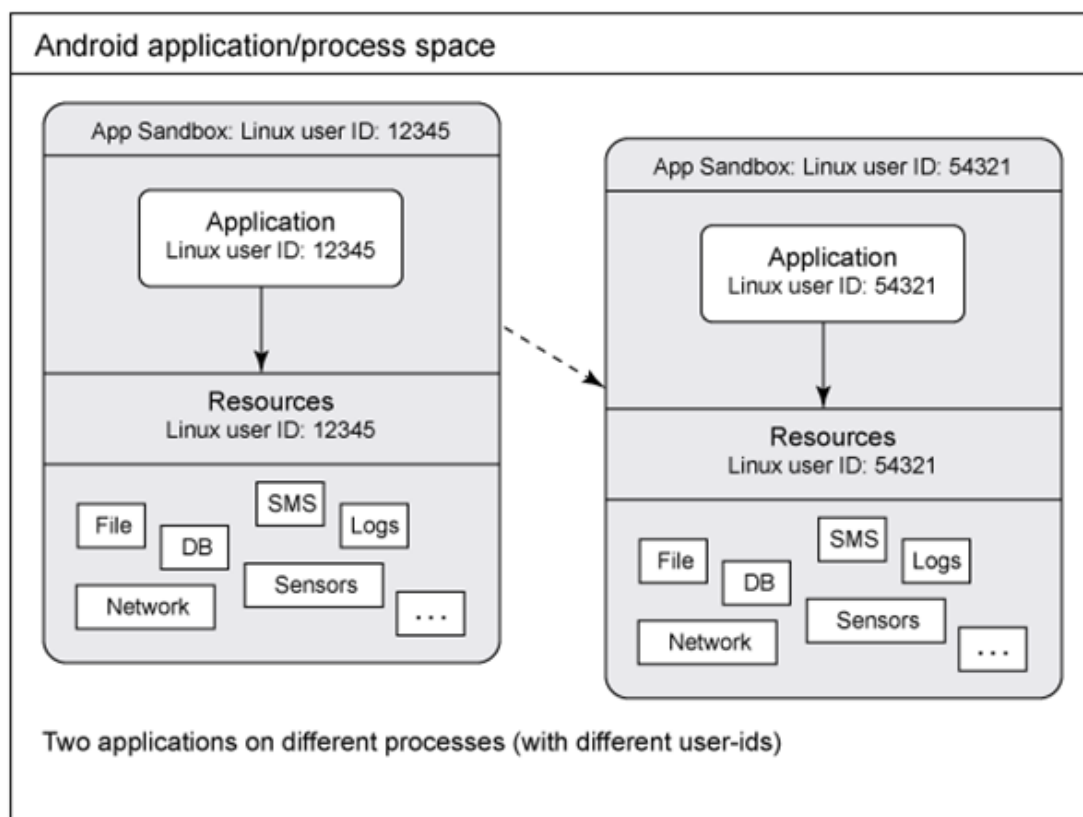 Android application/process space
App Sandbox: Linux user ID: 12345
Application
Linux user ID: 12345
Resources
Linux user ID: 12345
File
DB
SMS
Logs
Network
Sensors
...
App Sandbox: Linux user ID: 54321
Application
Linux user ID: 54321
Resources
Linux user ID: 54321
File
DB
SMS
Logs
Network
Sensors
...
Two applications on different processes (with different user-ids)